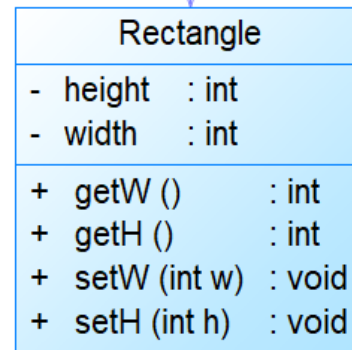 Rectangle
- height : int
- width : int
+ getW () : int
+ getH () : int
+ setW (int w) : void
+ setH (int h) : void